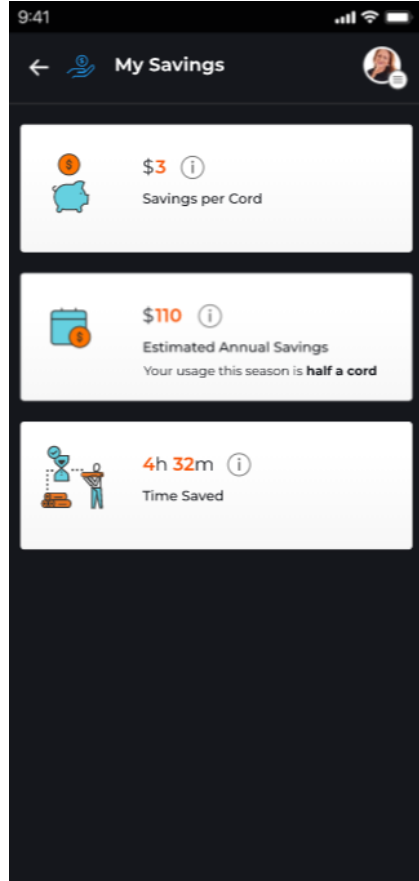 9:41
My Savings
$3
Savings per Cord
$110
Estimated Annual Savings
Your usage this season is half a cord
4h 32m
Time Saved